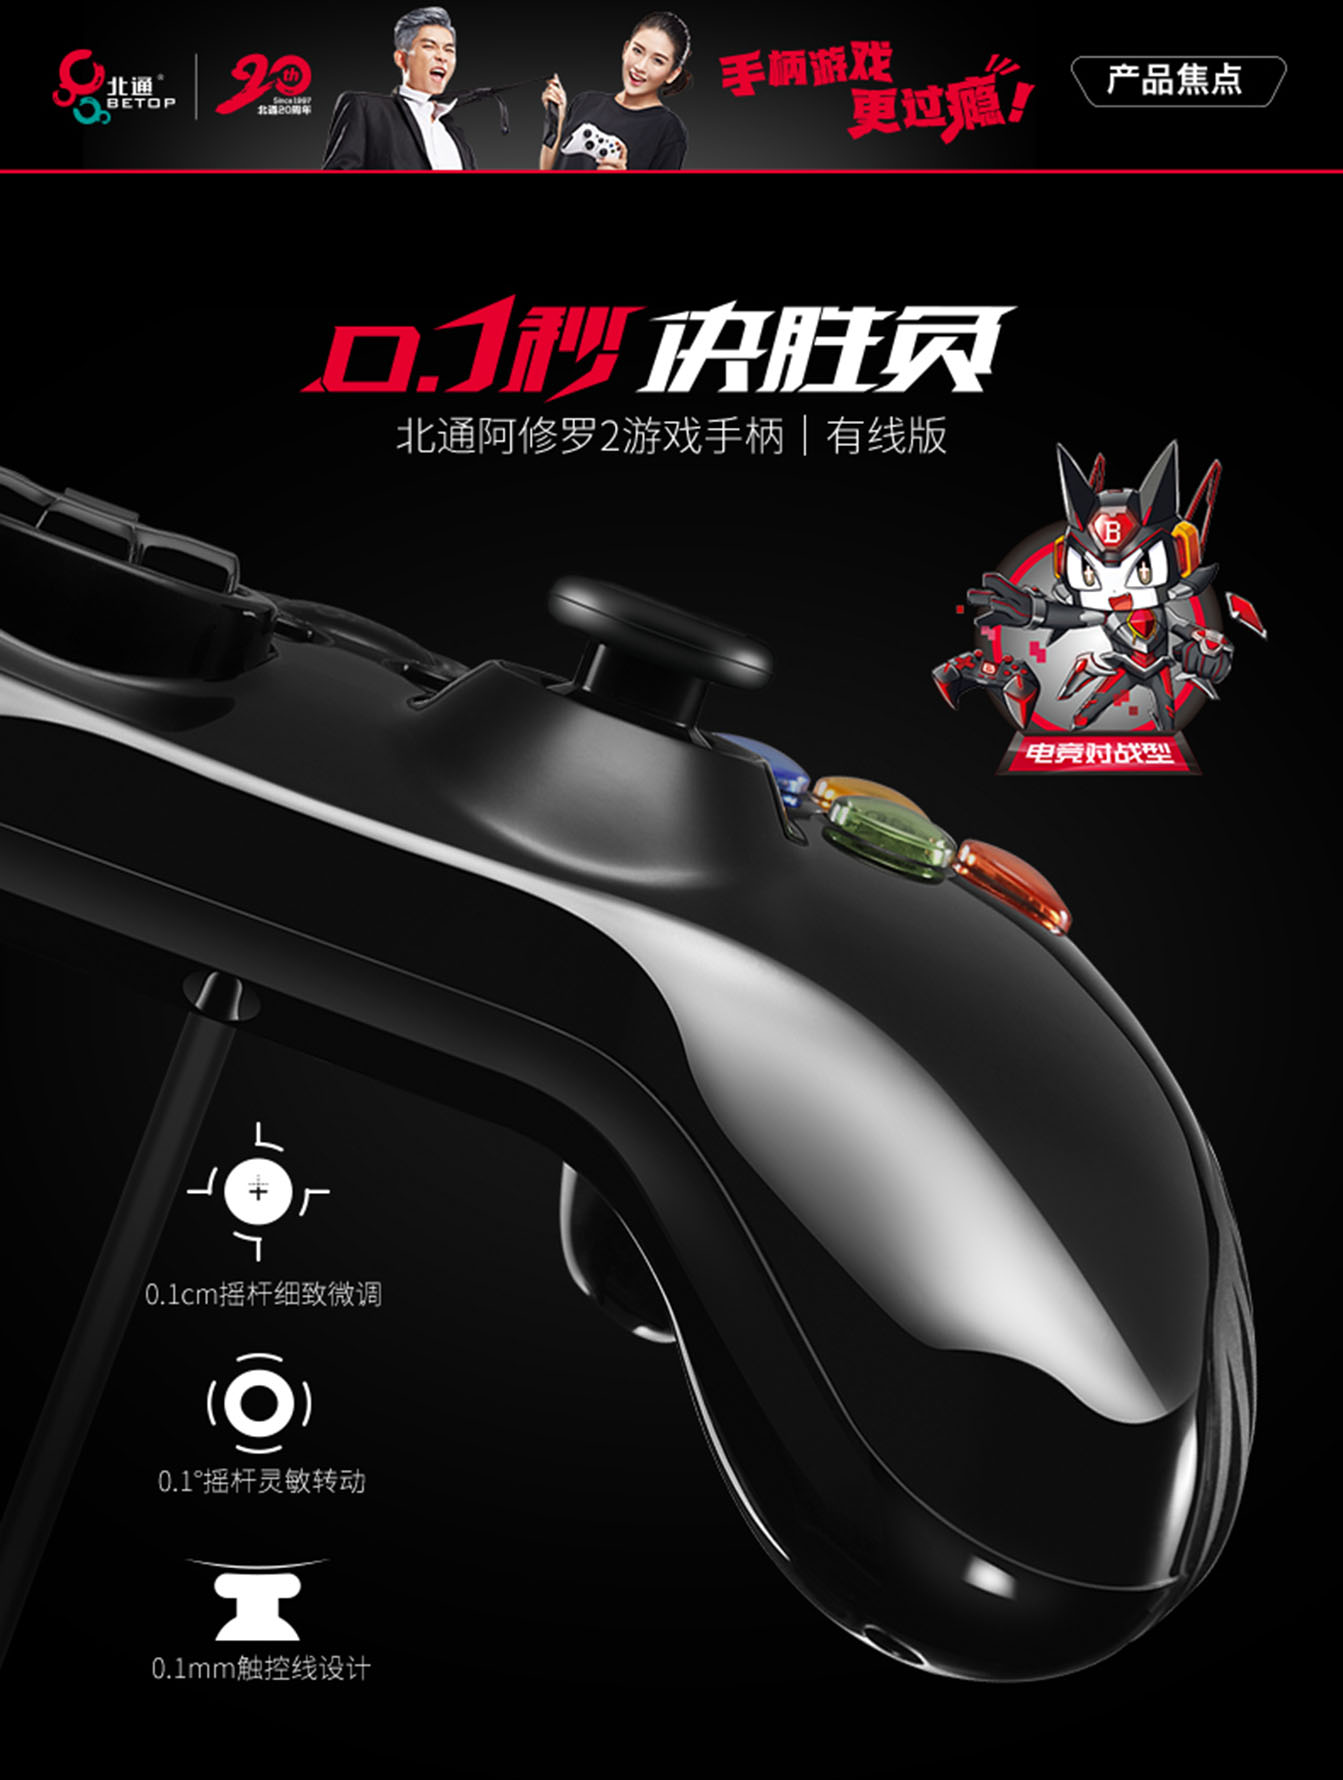 北通®
BETOP
20th
Since1997
北通20周年
手柄游戏
更过瘾!
产品焦点
0.1秒 决胜负
北通阿修罗2游戏手柄|有线版
B
电竞对战型
0.1cm摇杆细致微调
0.1°摇杆灵敏转动
0.1mm触控线设计